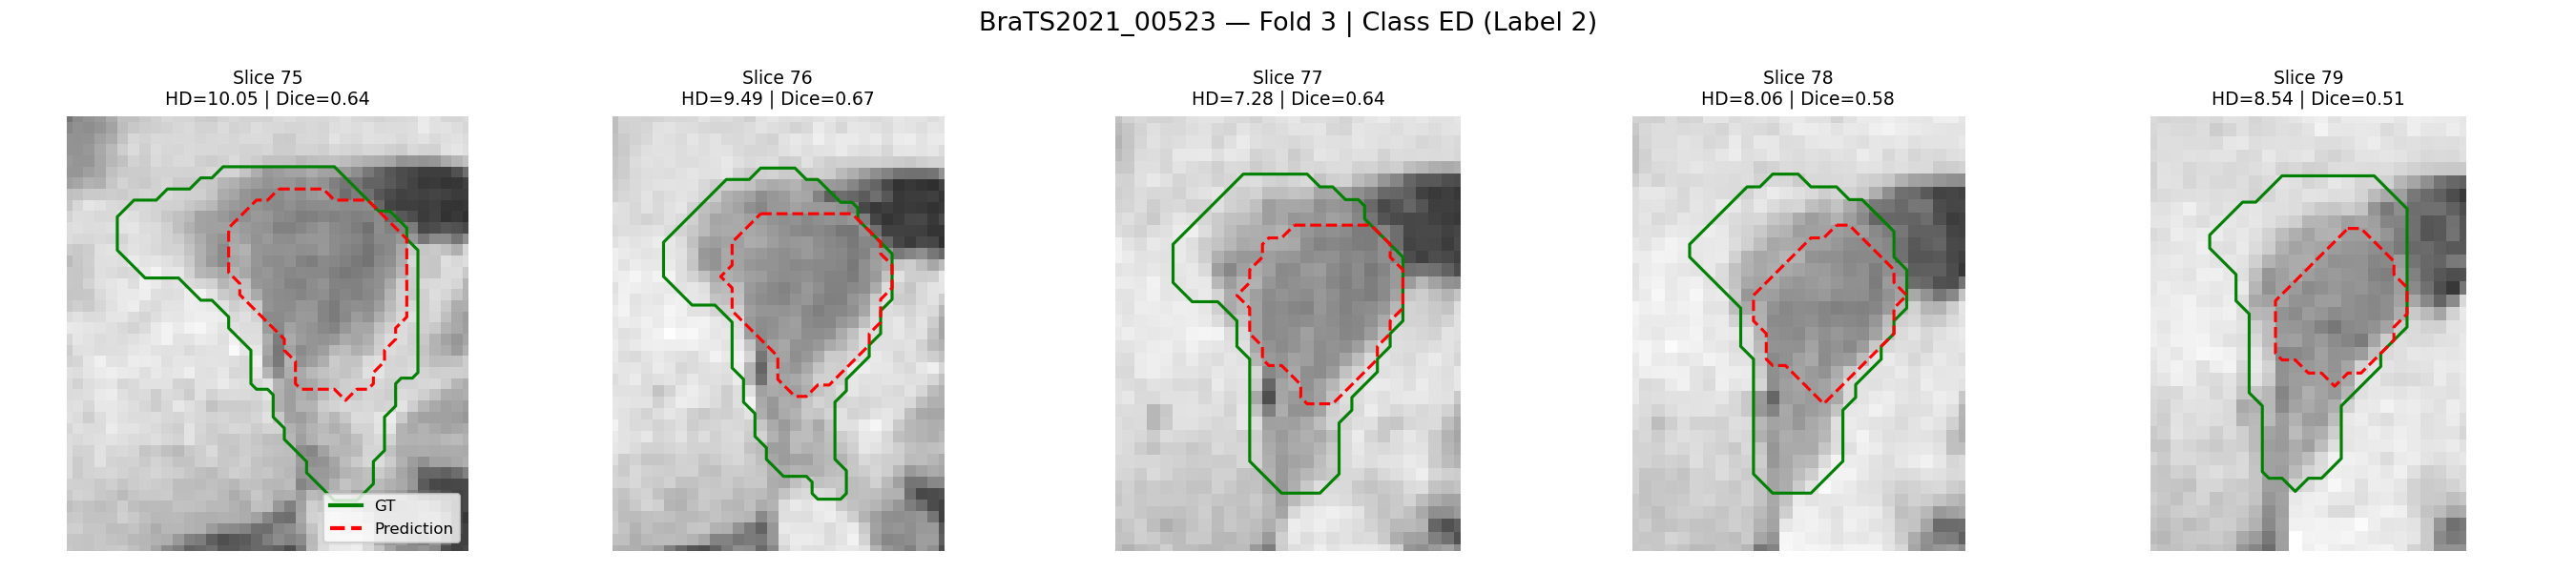 BraTS2021_00523 — Fold 3 | Class ED (Label 2)
Slice 75
HD=10.05 | Dice=0.64
Slice 76
HD=9.49 | Dice=0.67
Slice 77
HD=7.28 | Dice=0.64
Slice 78
HD=8.06 | Dice=0.58
Slice 79
HD=8.54 | Dice=0.51
GT
Prediction